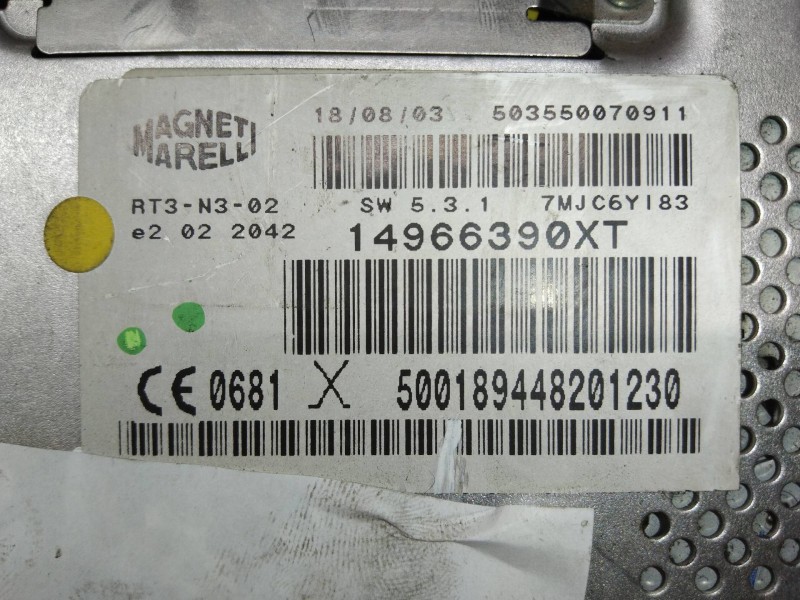 MAGNETI
MARELLI
18/08/03 503550070911
RT3-N3-02 SW 5.3.1 7MJC6YI83
e2 02 2042 14966390XT
CE 0681 500189448201230